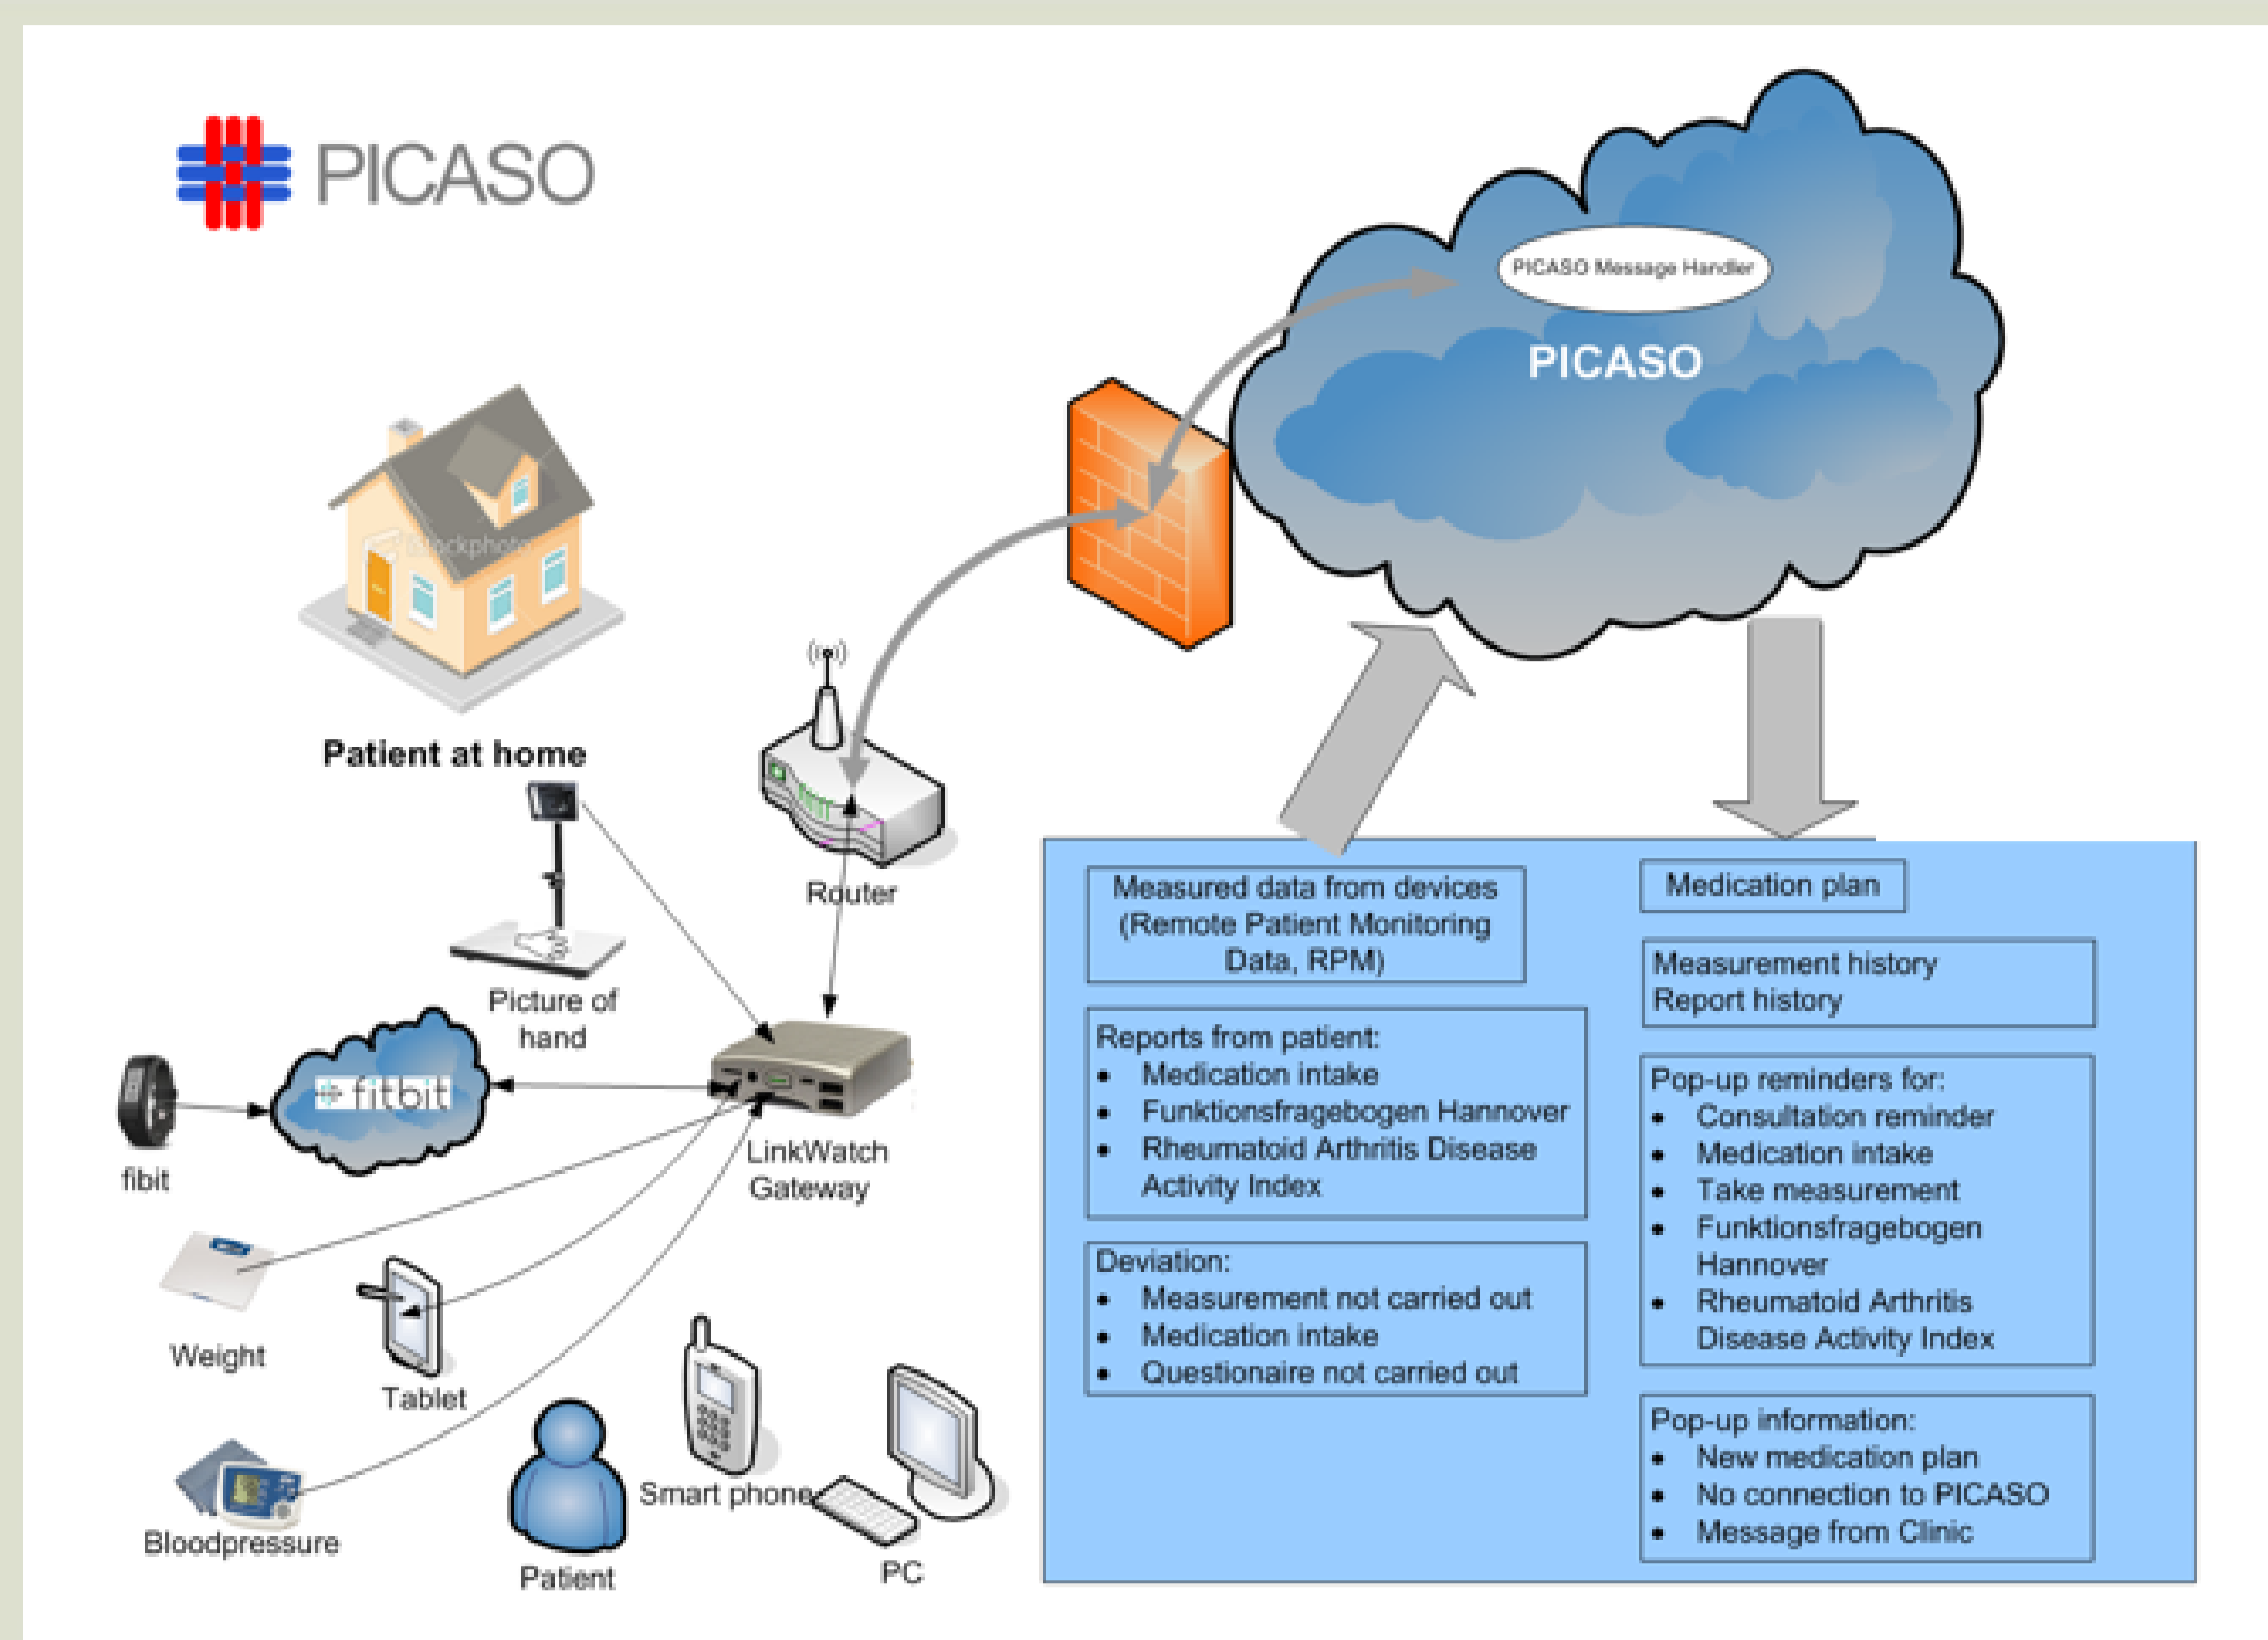 PICASO
PICASO Message Handler
PICASO
Patient at home
Router
Picture of
hand
fitbit
fibit
LinkWatch
Gateway
Weight
Tablet
Bloodpressure
Patient
Smart phone
PC
Measured data from devices
(Remote Patient Monitoring
Data, RPM)
Reports from patient:
• Medication intake
• Funktionsfragebogen Hannover
• Rheumatoid Arthritis Disease
Activity Index
Deviation:
• Measurement not carried out
• Medication intake
• Questionaire not carried out
Medication plan
Measurement history
Report history
Pop-up reminders for:
• Consultation reminder
• Medication intake
• Take measurement
• Funktionsfragebogen
Hannover
• Rheumatoid Arthritis
Disease Activity Index
Pop-up information:
• New medication plan
• No connection to PICASO
• Message from Clinic